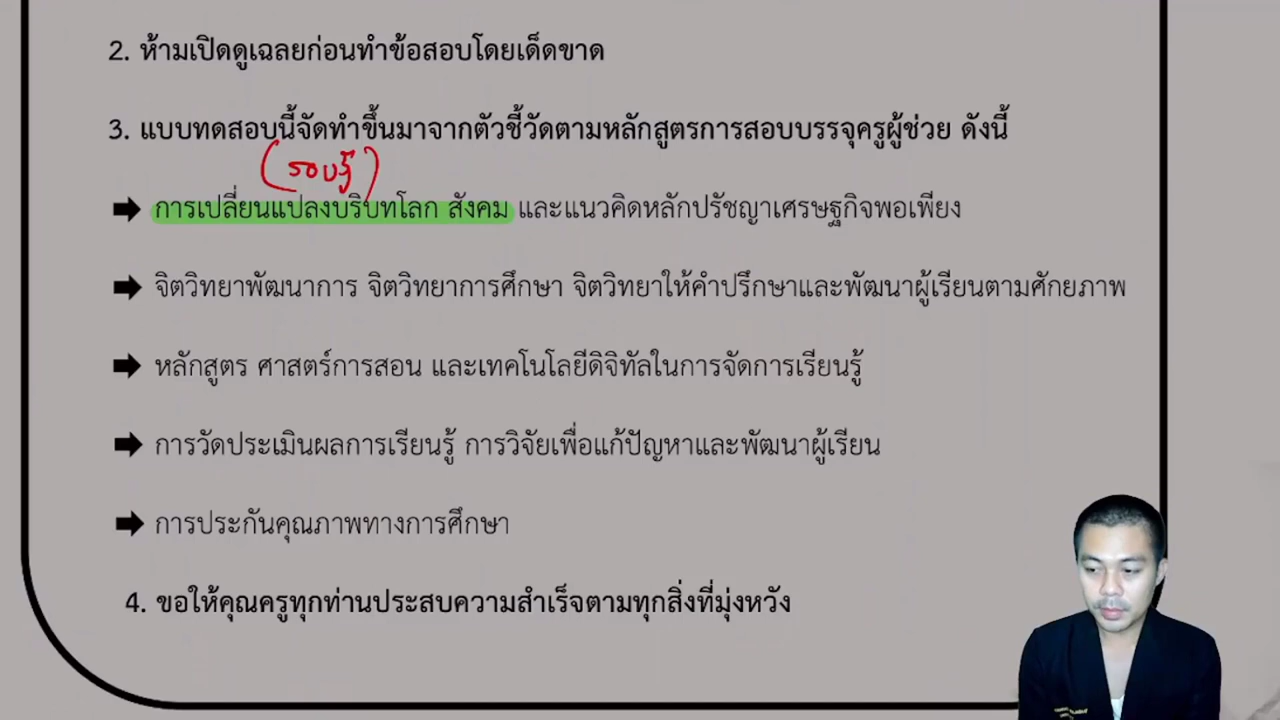 2. ห้ามเปิดดูเฉลยก่อนทำข้อสอบโดยเด็ดขาด
3. แบบทดสอบนี้จัดทำขึ้นมาจากตัวชี้วัดตามหลักสูตรการสอบบรรจุครูผู้ช่วย ดังนี้
(รอบรู้)
การเปลี่ยนแปลงบริบทโลก สังคม และแนวคิดหลักปรัชญาเศรษฐกิจพอเพียง
จิตวิทยาพัฒนาการ จิตวิทยาการศึกษา จิตวิทยาให้คำปรึกษาและพัฒนาผู้เรียนตามศักยภาพ
หลักสูตร ศาสตร์การสอน และเทคโนโลยีดิจิทัลในการจัดการเรียนรู้
การวัดประเมินผลการเรียนรู้ การวิจัยเพื่อแก้ปัญหาและพัฒนาผู้เรียน
การประกันคุณภาพทางการศึกษา
4. ขอให้คุณครูทุกท่านประสบความสำเร็จตามทุกสิ่งที่มุ่งหวัง